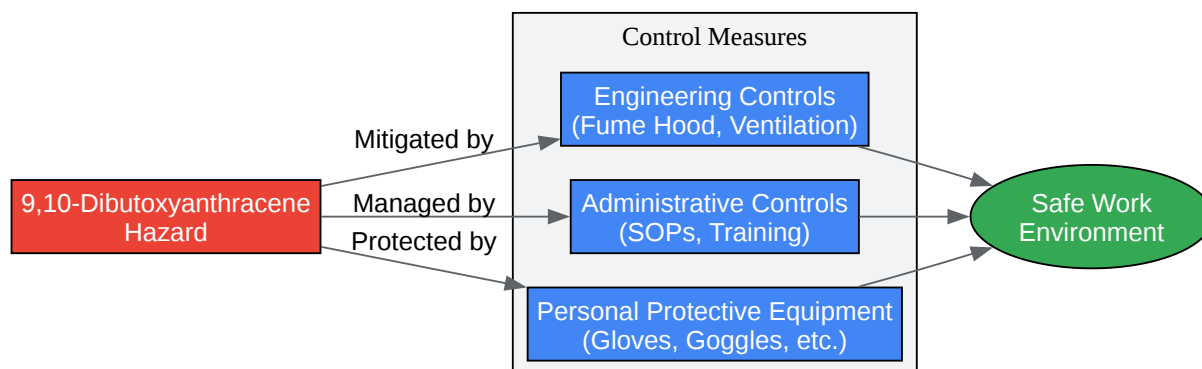 Control Measures
Engineering Controls
(Fume Hood, Ventilation)
Mitigated by
9,10-Dibutoxyanthracene
Hazard
Managed by
Administrative Controls
(SOPs, Training)
Safe Work
Environment
Protected by
Personal Protective Equipment
(Gloves, Goggles, etc.)